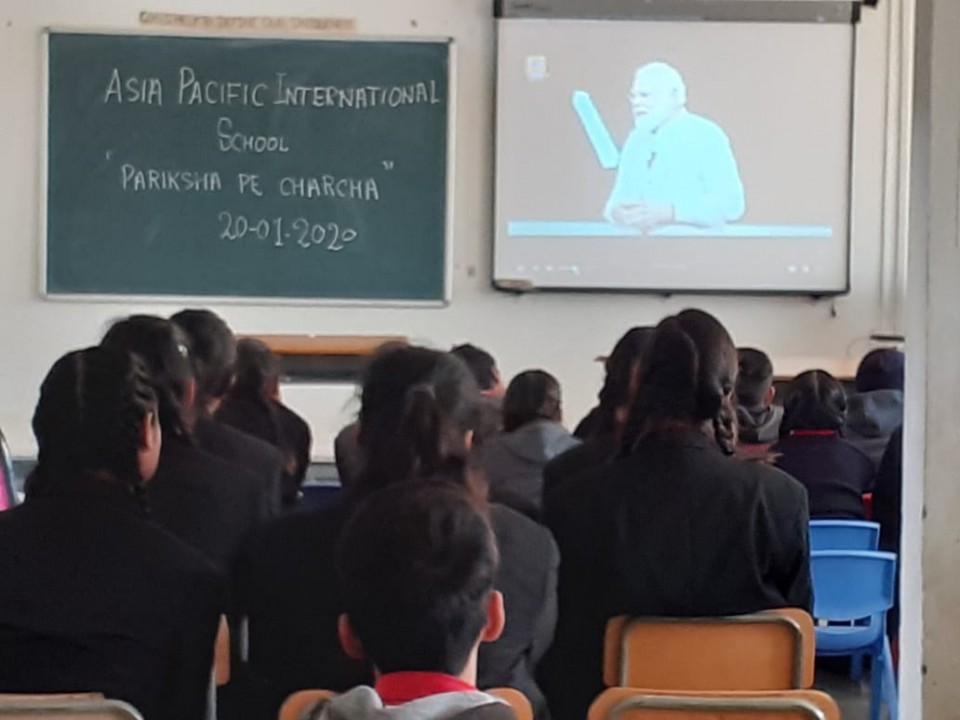 ASIA PACIFIC INTERNATIONAL
SCHOOL
"PARIKSHA PE CHARCHA"
20-01-2020